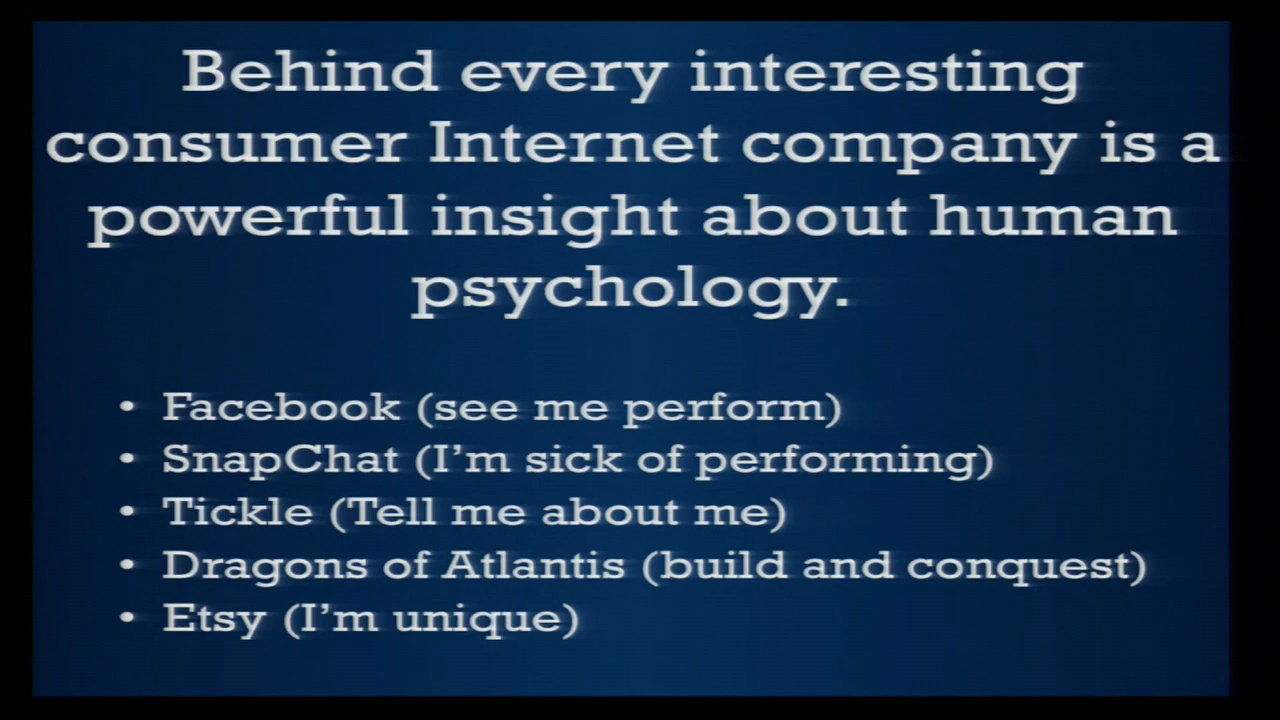 Behind every interesting
consumer Internet company is a
powerful insight about human
psychology.
• Facebook (see me perform)
• SnapChat (I'm sick of performing)
• Tickle (Tell me about me)
• Dragons of Atlantis (build and conquest)
• Etsy (I'm unique)